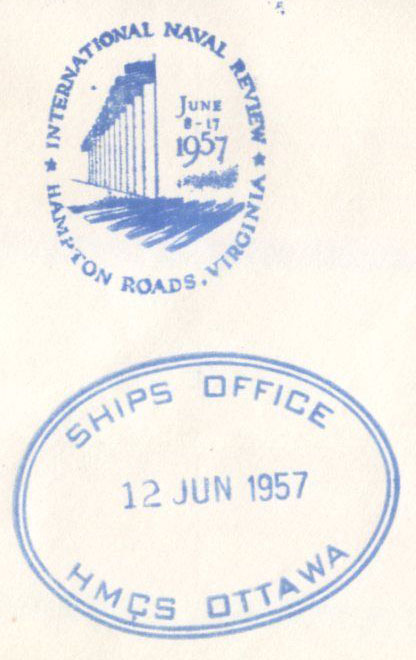 ★ INTERNATIONAL NAVAL REVIEW ★
JUNE
8-17
1957
HAMPTON ROADS, VIRGINIA
SHIPS OFFICE
12 JUN 1957
HMCS OTTAWA